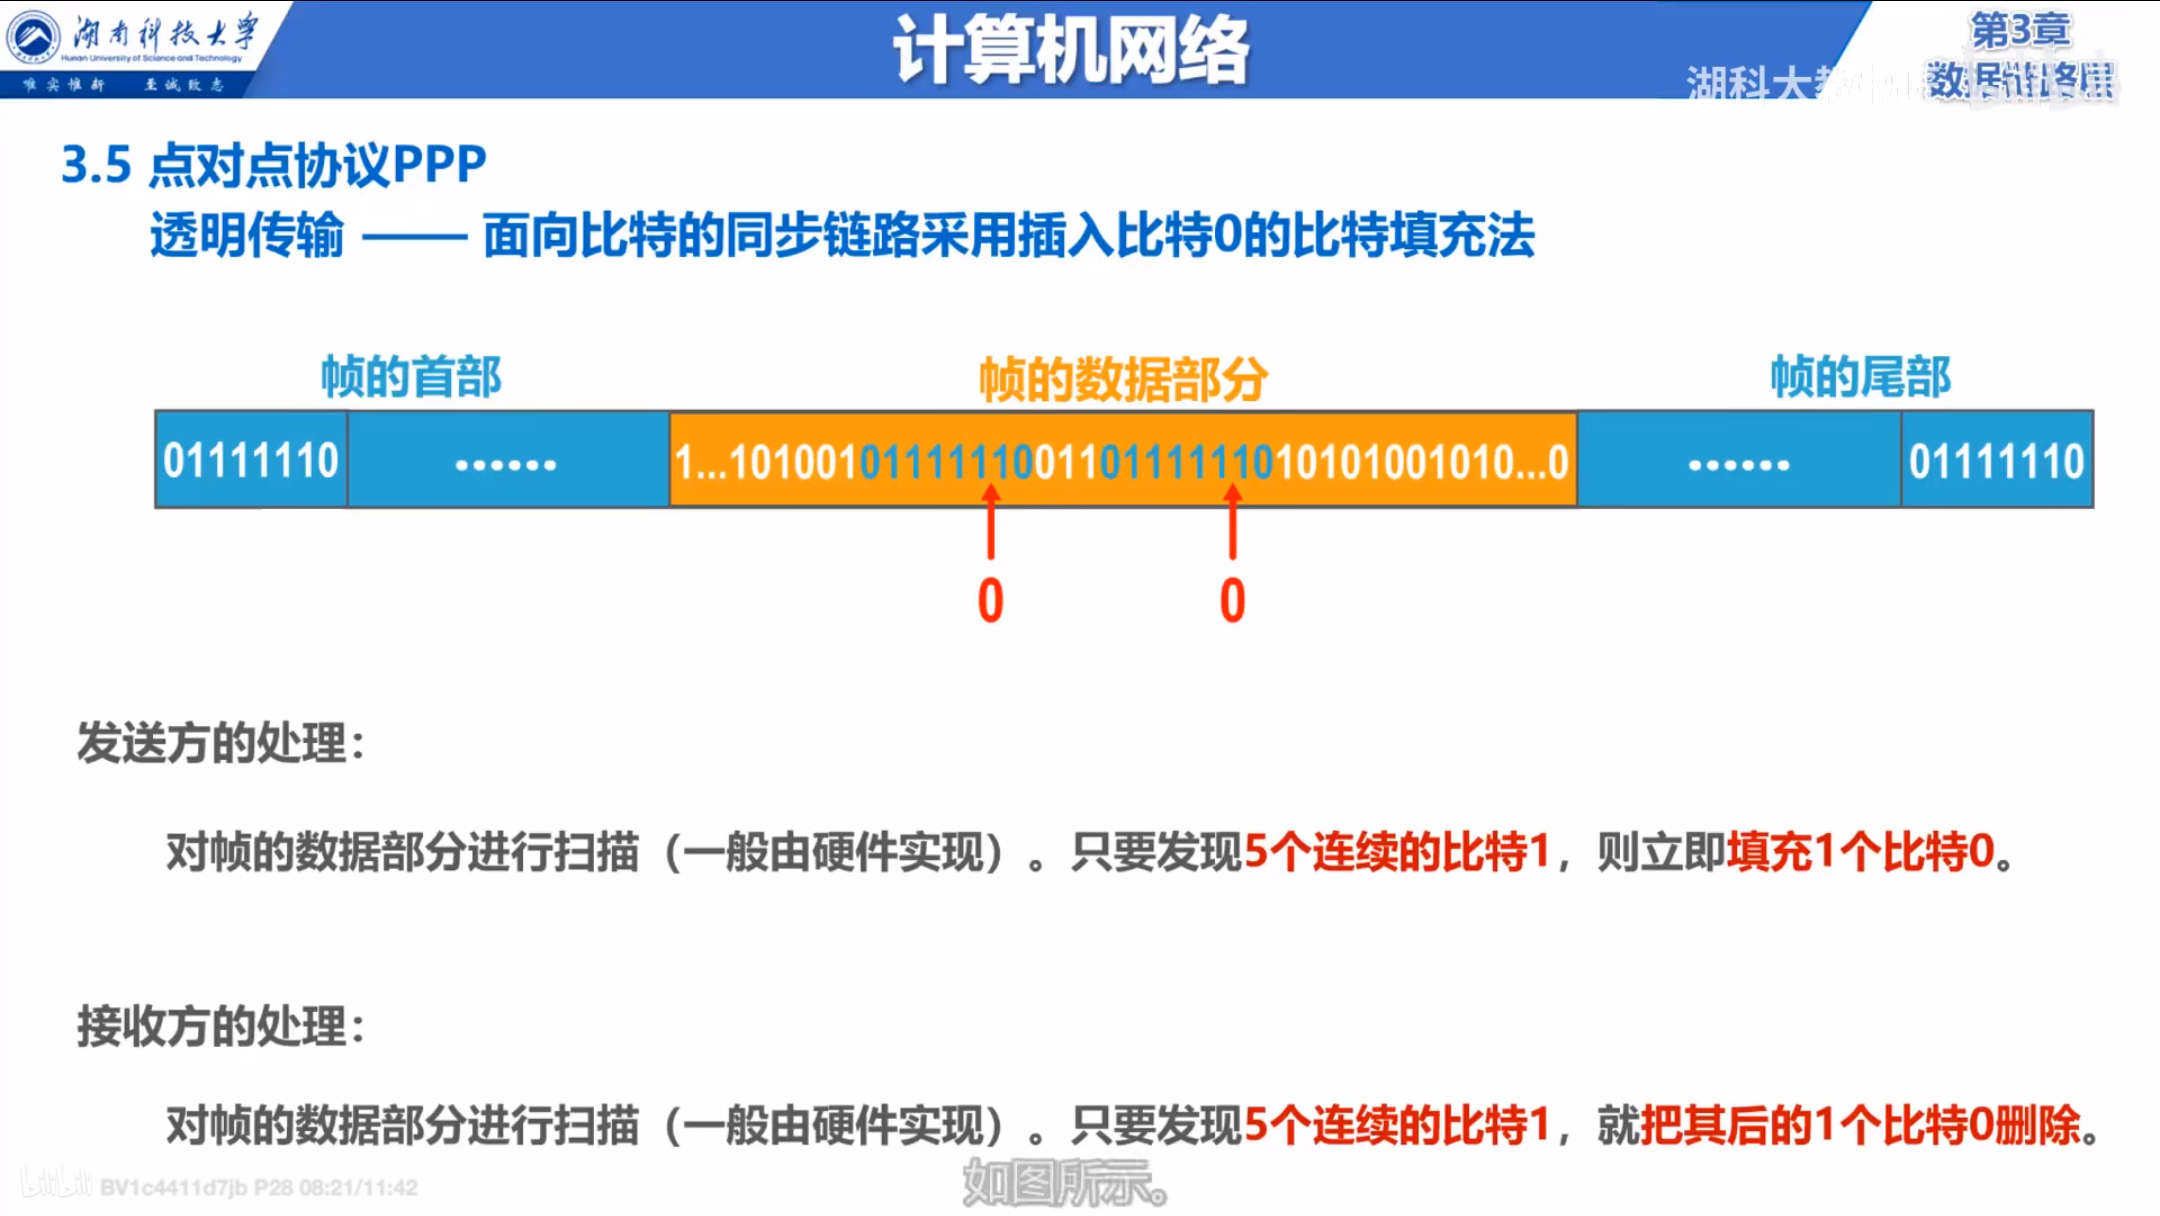 湖南科技大学
Hunan University of Science and Technology
唯实惟新 至诚致志
计算机网络
第3章
数据链路层
湖科大教
3.5 点对点协议PPP
透明传输 —— 面向比特的同步链路采用插入比特0的比特填充法
帧的首部 帧的数据部分 帧的尾部
01111110 …… 1...10100101111111001101111111010101001010...0 …… 01111110
0 0
发送方的处理：
对帧的数据部分进行扫描（一般由硬件实现）。只要发现5个连续的比特1，则立即填充1个比特0。
接收方的处理：
对帧的数据部分进行扫描（一般由硬件实现）。只要发现5个连续的比特1，就把其后的1个比特0删除。
如图所示。
bilibili BV1c4411d7jb P28 08:21/11:42